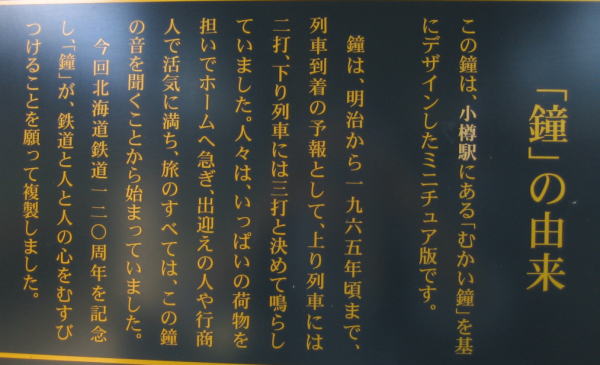 「鐘」の由来
この鐘は、小樽駅にある「むかい鐘」を基
にデザインしたミニチュア版です。
鐘は、明治から一九六五年頃まで、
列車到着の予報として、上り列車には
二打、下り列車には三打と決めて鳴らし
ていました。人々は、いっぱいの荷物を
担いでホームへ急ぎ、出迎えの人や行商
人で活気に満ち、旅のすべては、この鐘
の音を聞くことから始まっていました。
今回北海道鉄道一二〇周年を記念
し、「鐘」が、鉄道と人と人の心をむすび
つけることを願って複製しました。